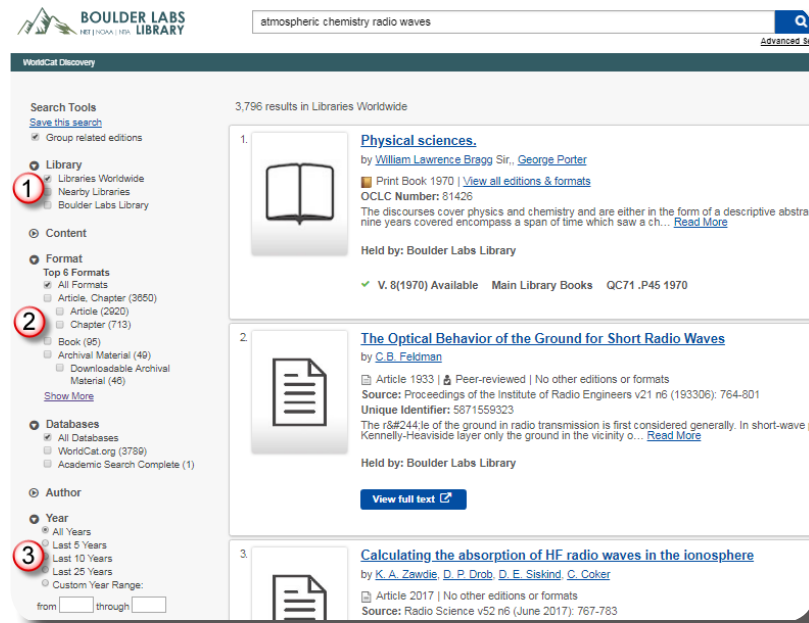 BOULDER LABS
NIST | NOAA | NTIA LIBRARY
atmospheric chemistry radio waves
Advanced Se
WorldCat Discovery
Search Tools
Save this search
Group related editions
Library
Libraries Worldwide
1
Nearby Libraries
Boulder Labs Library
Content
Format
Top 6 Formats
All Formats
Article, Chapter (3650)
Article (2920)
2
Chapter (713)
Book (95)
Archival Material (49)
Downloadable Archival
Material (46)
Show More
Databases
All Databases
WorldCat.org (3789)
Academic Search Complete (1)
Author
Year
All Years
Last 5 Years
3
Last 10 Years
Last 25 Years
Custom Year Range:
from through
3,796 results in Libraries Worldwide
1.
Physical sciences.
by William Lawrence Bragg Sir,, George Porter
Print Book 1970 | View all editions & formats
OCLC Number: 81426
The discourses cover physics and chemistry and are either in the form of a descriptive abstra
nine years covered encompass a span of time which saw a ch... Read More
Held by: Boulder Labs Library
V. 8(1970) Available Main Library Books QC71 .P45 1970
2.
The Optical Behavior of the Ground for Short Radio Waves
by C.B. Feldman
Article 1933 | Peer-reviewed | No other editions or formats
Source: Proceedings of the Institute of Radio Engineers v21 n6 (193306): 764-801
Unique Identifier: 5871559323
The r&#244;le of the ground in radio transmission is first considered generally. In short-wave p
Kennelly-Heaviside layer only the ground in the vicinity o... Read More
Held by: Boulder Labs Library
View full text
3.
Calculating the absorption of HF radio waves in the ionosphere
by K. A. Zawdie, D. P. Drob, D. E. Siskind, C. Coker
Article 2017 | No other editions or formats
Source: Radio Science v52 n6 (June 2017): 767-783